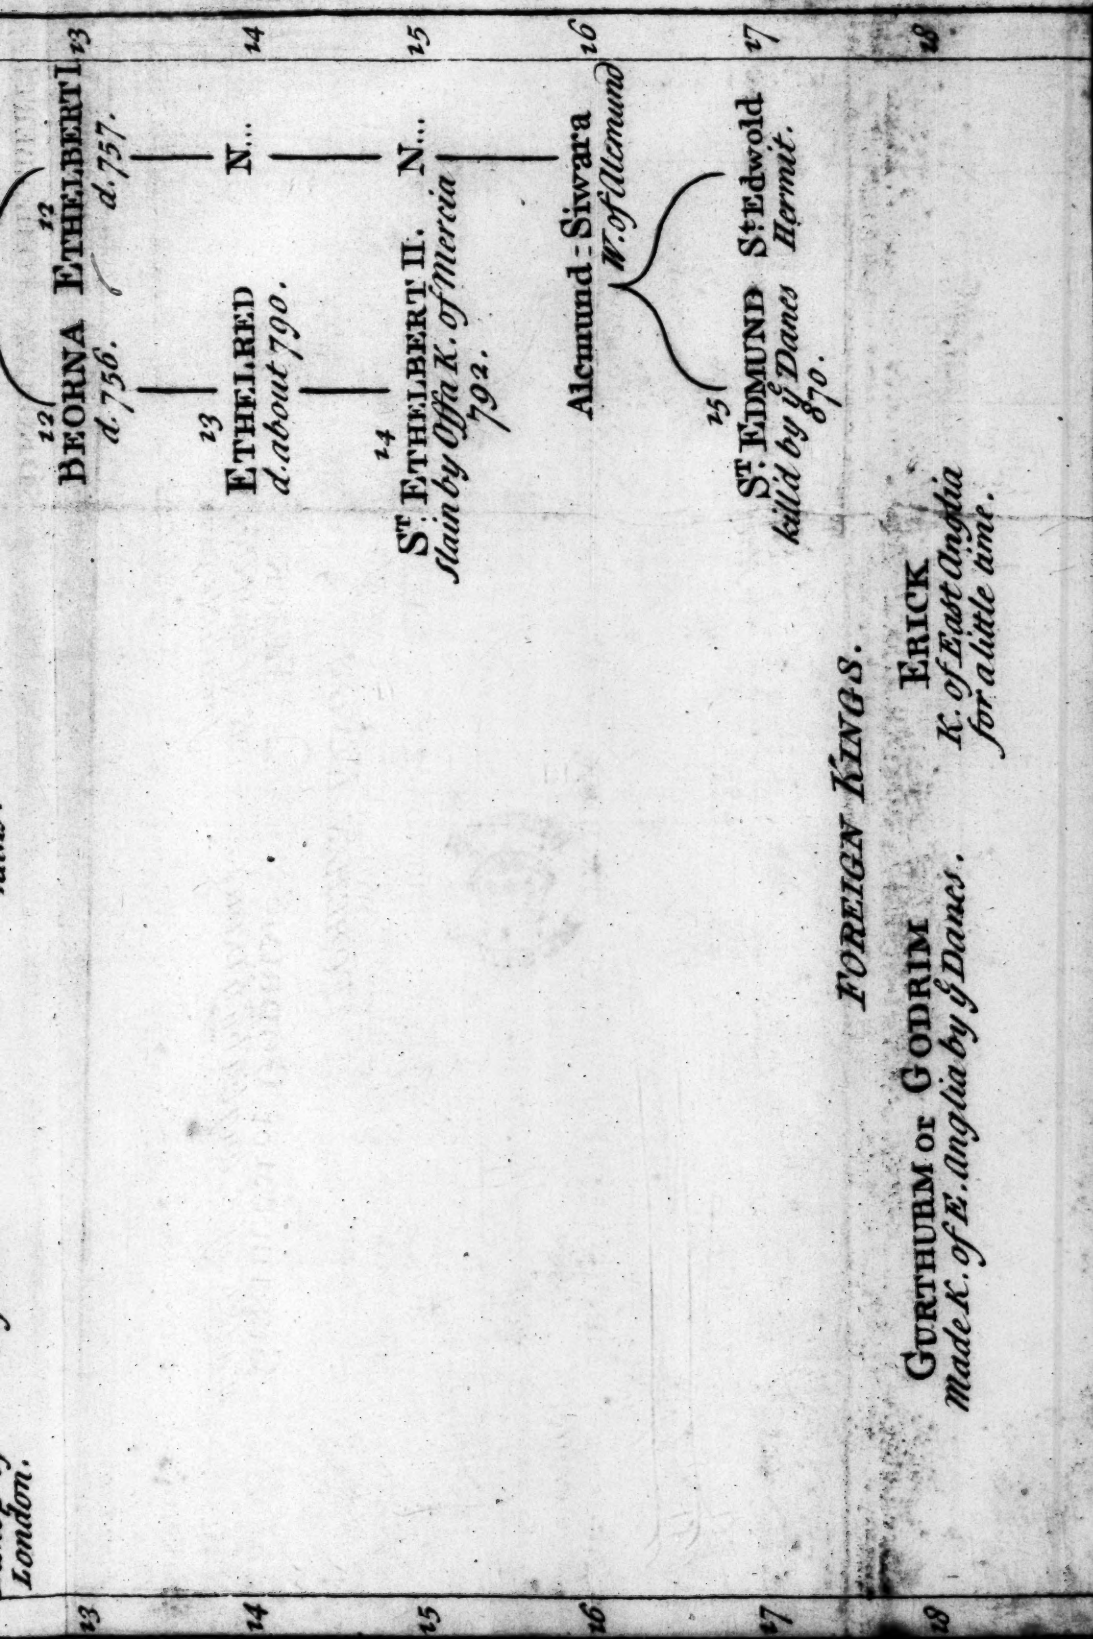 London.
13
12
BEORNA
d. 756.
12
ETHELBERT I.
d. 757.
13
14
13
ETHELRED
d. about 790.
N...
14
15
14
ST. ETHELBERT II.
slain by Offa K. of Mercia
792.
N...
15
16
Alcmund = Siwara
W. of Alcmund
16
17
15
ST. EDMUND
kill'd by ye Danes
870.
St. Edwold
Hermit.
17
FOREIGN KINGS.
18
GURTHURM or GODRIM
Made K. of E. Anglia by ye Danes.
ERICK
K. of East Anglia
for a little time.
18